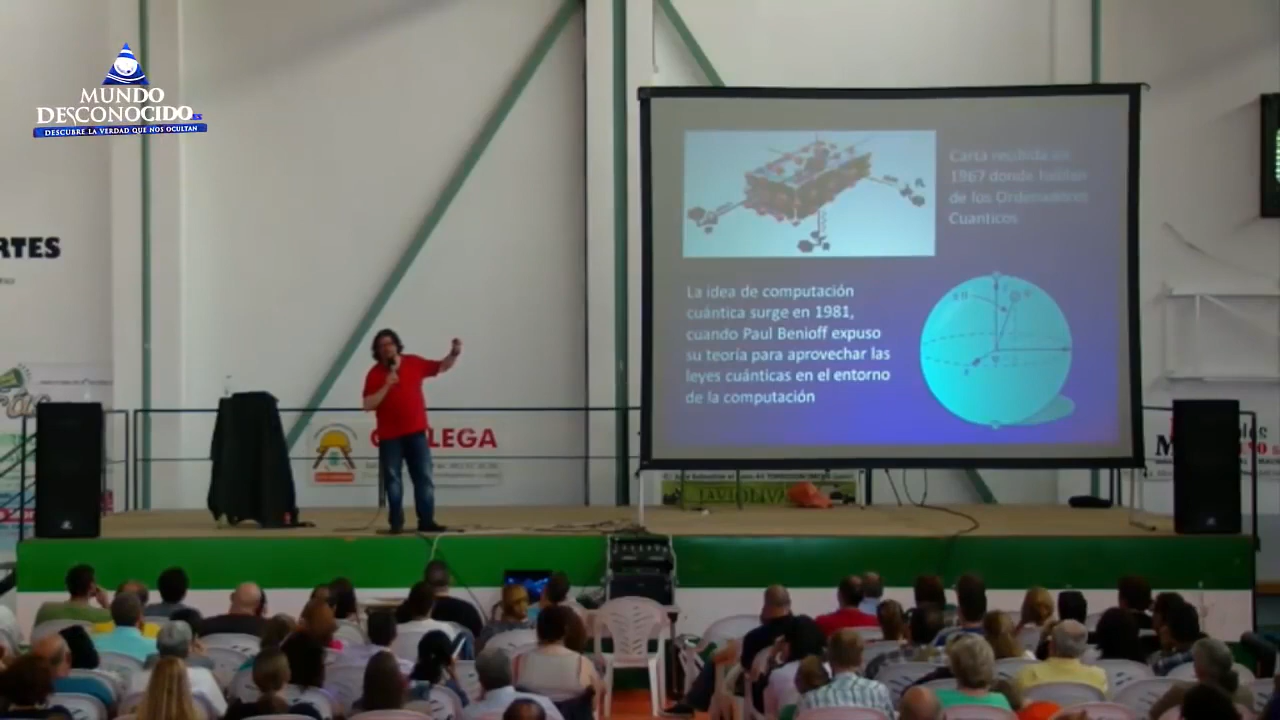 MUNDO
DESCONOCIDO.ES
DESCUBRE LA VERDAD QUE NOS OCULTAN
Carta recibida en
1967 donde hablan
de los Ordenadores
Cuanticos
La idea de computación
cuántica surge en 1981,
cuando Paul Benioff expuso
su teoría para aprovechar las
leyes cuánticas en el entorno
de la computación
RTES
LEGA